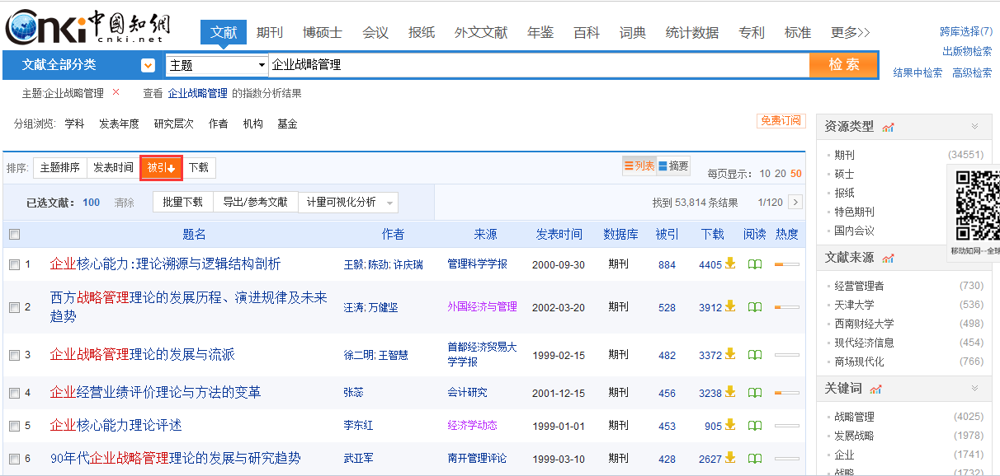 Cnki中國知網
cnki.net
文献 期刊 博硕士 会议 报纸 外文文献 年鉴 百科 词典 统计数据 专利 标准 更多>>
跨库选择(7)
出版物检索
文献全部分类 主题 企业战略管理 检索
结果中检索 高级检索
主题:企业战略管理 × 查看 企业战略管理 的指数分析结果
分组浏览: 学科 发表年度 研究层次 作者 机构 基金 免费订阅
排序: 主题排序 发表时间 被引 下载 列表 摘要 每页显示: 10 20 50
已选文献: 100 清除 批量下载 导出/参考文献 计量可视化分析 找到 53,814 条结果 1/120 >
题名 作者 来源 发表时间 数据库 被引 下载 阅读 热度
1 企业核心能力:理论溯源与逻辑结构剖析 王毅; 陈劲; 许庆瑞 管理科学学报 2000-09-30 期刊 884 4405
2 西方战略管理理论的发展历程、演进规律及未来
趋势 汪涛; 万健坚 外国经济与管理 2002-03-20 期刊 528 3912
3 企业战略管理理论的发展与流派 徐二明; 王智慧 首都经济贸易大
学学报 1999-02-15 期刊 482 3372
4 企业经营业绩评价理论与方法的变革 张蕊 会计研究 2001-12-15 期刊 456 3238
5 企业核心能力理论评述 李东红 经济学动态 1999-01-01 期刊 453 905
6 90年代企业战略管理理论的发展与研究趋势 武亚军 南开管理评论 1999-03-10 期刊 428 2627
资源类型
期刊 (34551)
硕士
报纸
特色期刊
国内会议
移动知网--全球
文献来源
经营管理者 (730)
天津大学 (536)
西南财经大学 (498)
现代经济信息 (454)
商场现代化 (766)
关键词
战略管理 (4025)
发展战略 (1978)
企业 (1741)
战略 (1732)